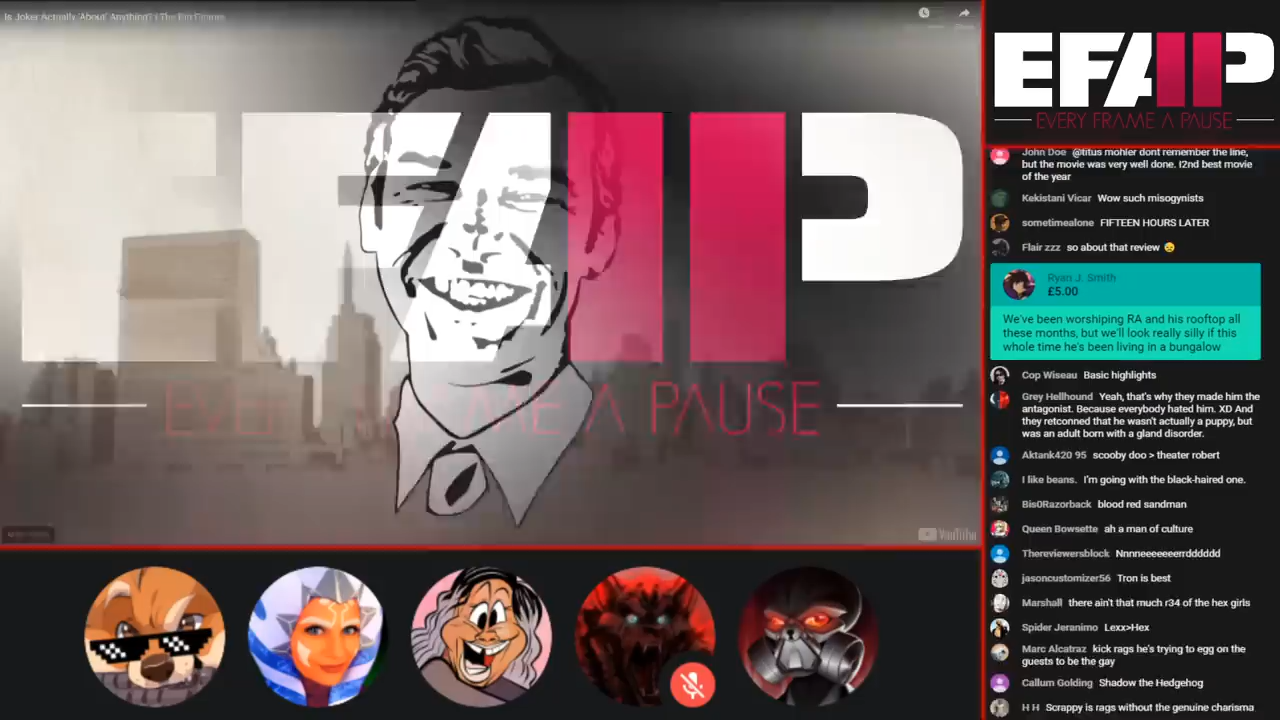 Is Joker Actually 'About' Anything? | The Big Picture
EFAP
EVERY FRAME A PAUSE
YouTube
EFAP
EVERY FRAME A PAUSE
John Doe @titus mohler dont remember the line,
but the movie was very well done. I2nd best movie
of the year
Kekistani Vicar Wow such misogynists
sometimealone FIFTEEN HOURS LATER
Flair zzz so about that review 😉
Ryan J. Smith
£5.00
We've been worshiping RA and his rooftop all
these months, but we'll look really silly if this
whole time he's been living in a bungalow
Cop Wiseau Basic highlights
Grey Hellhound Yeah, that's why they made him the
antagonist. Because everybody hated him. XD And
they retconned that he wasn't actually a puppy, but
was an adult born with a gland disorder.
Aktank420 95 scooby doo > theater robert
I like beans. I'm going with the black-haired one.
Bis0Razorback blood red sandman
Queen Bowsette ah a man of culture
Thereviewersblock Nnnneeeeeeerrdddddd
jasoncustomizer56 Tron is best
Marshall there ain't that much r34 of the hex girls
Spider Jeranimo Lexx>Hex
Marc Alcatraz kick rags he's trying to egg on the
guests to be the gay
Callum Golding Shadow the Hedgehog
H H Scrappy is rags without the genuine charisma